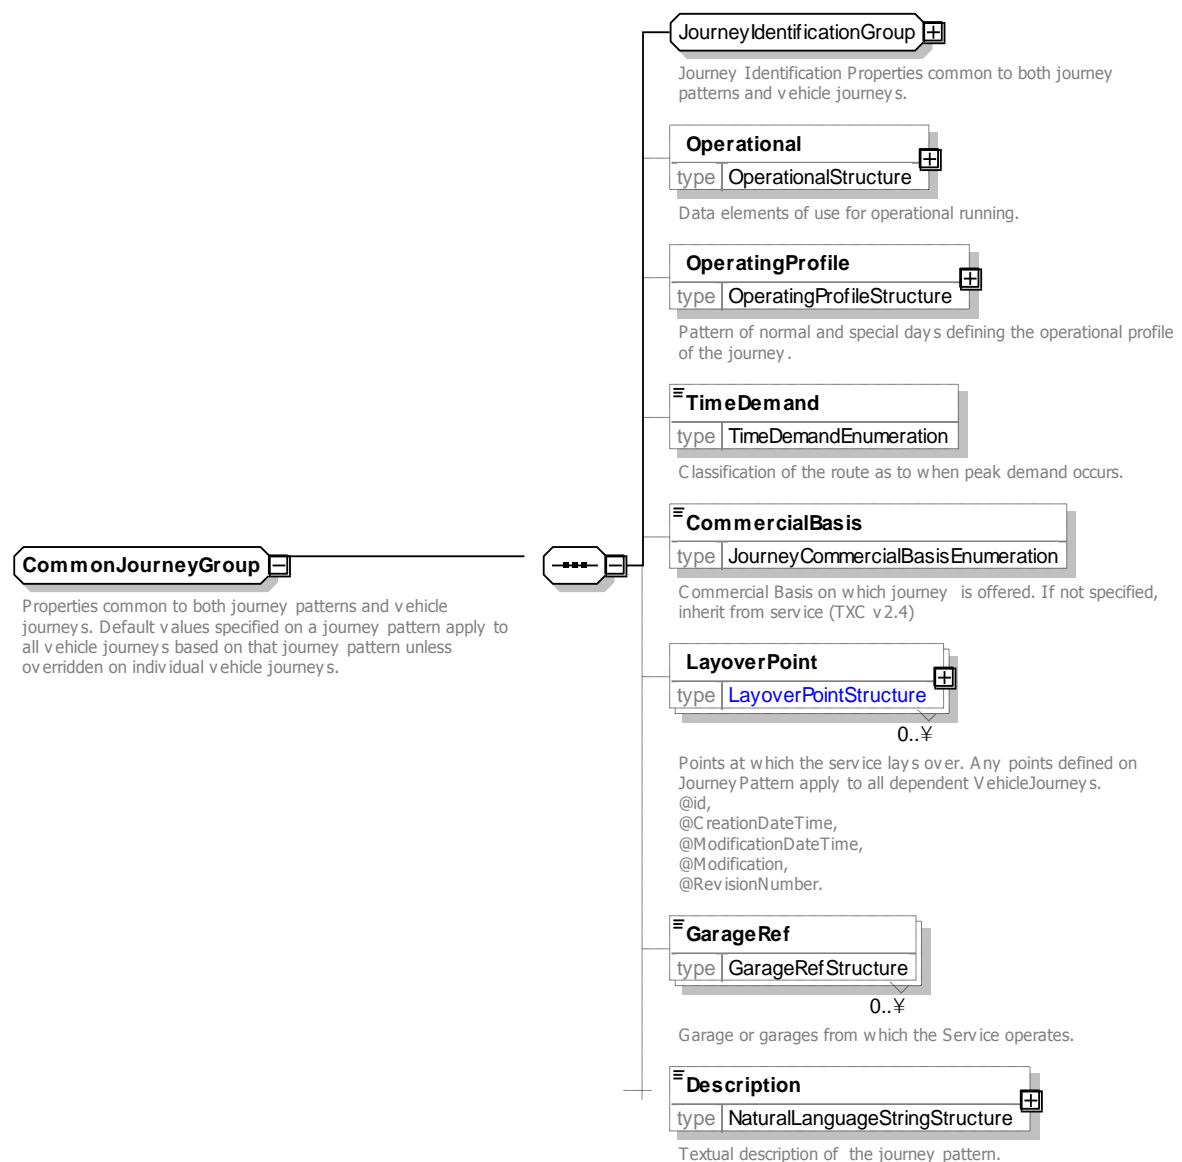 JourneyIdentificationGroup
Journey Identification Properties common to both journey
patterns and vehicle journeys.
Operational
type OperationalStructure
Data elements of use for operational running.
OperatingProfile
type OperatingProfileStructure
Pattern of normal and special days defining the operational profile
of the journey.
TimeDemand
type TimeDemandEnumeration
Classification of the route as to when peak demand occurs.
CommercialBasis
type JourneyCommercialBasisEnumeration
Commercial Basis on which journey is offered. If not specified,
inherit from service (TXC v2.4)
CommonJourneyGroup
Properties common to both journey patterns and vehicle
journeys. Default values specified on a journey pattern apply to
all vehicle journeys based on that journey pattern unless
overridden on individual vehicle journeys.
LayoverPoint
type LayoverPointStructure
0..¥
Points at which the service lays over. Any points defined on
JourneyPattern apply to all dependent VehicleJourneys.
@id,
@CreationDateTime,
@ModificationDateTime,
@Modification,
@RevisionNumber.
GarageRef
type GarageRefStructure
0..¥
Garage or garages from which the Service operates.
Description
type NaturalLanguageStringStructure
Textual description of the journey pattern.